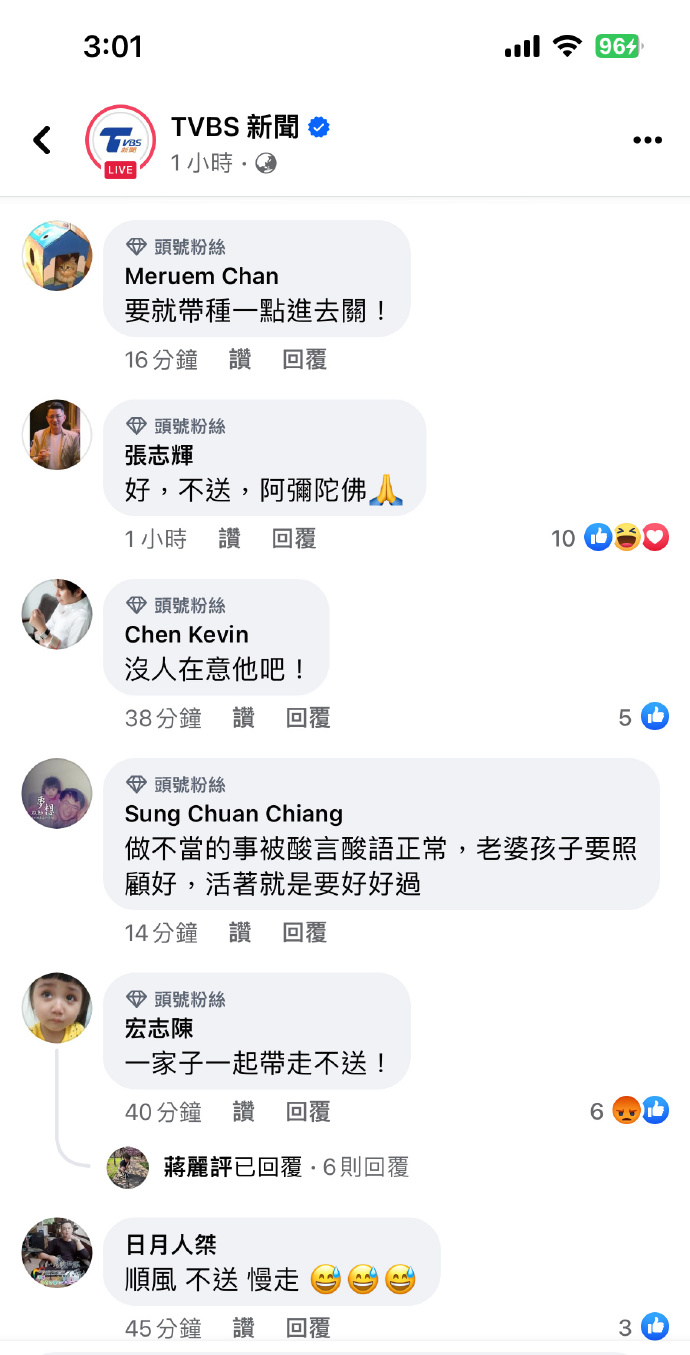 3:01
96
TVBS 新聞
1 小時 ·
TVBS
新聞
LIVE
頭號粉絲
Meruem Chan
要就帶種一點進去關！
16 分鐘 讚 回覆
頭號粉絲
張志輝
好，不送，阿彌陀佛🙏
1 小時 讚 回覆 10
頭號粉絲
Chen Kevin
沒人在意他吧！
38 分鐘 讚 回覆 5
頭號粉絲
Sung Chuan Chiang
做不當的事被酸言酸語正常，老婆孩子要照
顧好，活著就是要好好過
14 分鐘 讚 回覆
頭號粉絲
宏志陳
一家子一起帶走不送！
40 分鐘 讚 回覆 6
蔣麗評已回覆 · 6 則回覆
日月人桀
順風 不送 慢走 😅😅😅
45 分鐘 讚 回覆 3